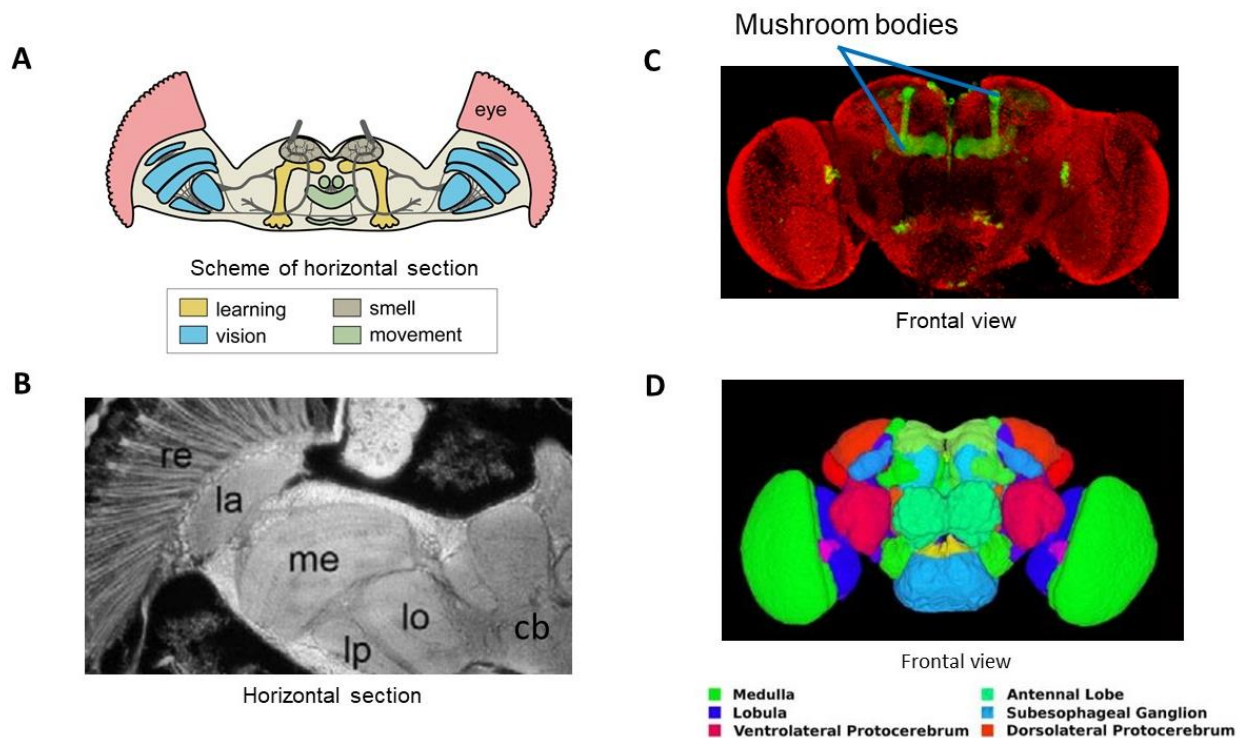 A
eye
Scheme of horizontal section
learning
smell
vision
movement
B
re
la
me
lo
lp
cb
Horizontal section
Mushroom bodies
C
Frontal view
D
Frontal view
Medulla
Antennal Lobe
Lobula
Subesophageal Ganglion
Ventrolateral Protocerebrum
Dorsolateral Protocerebrum